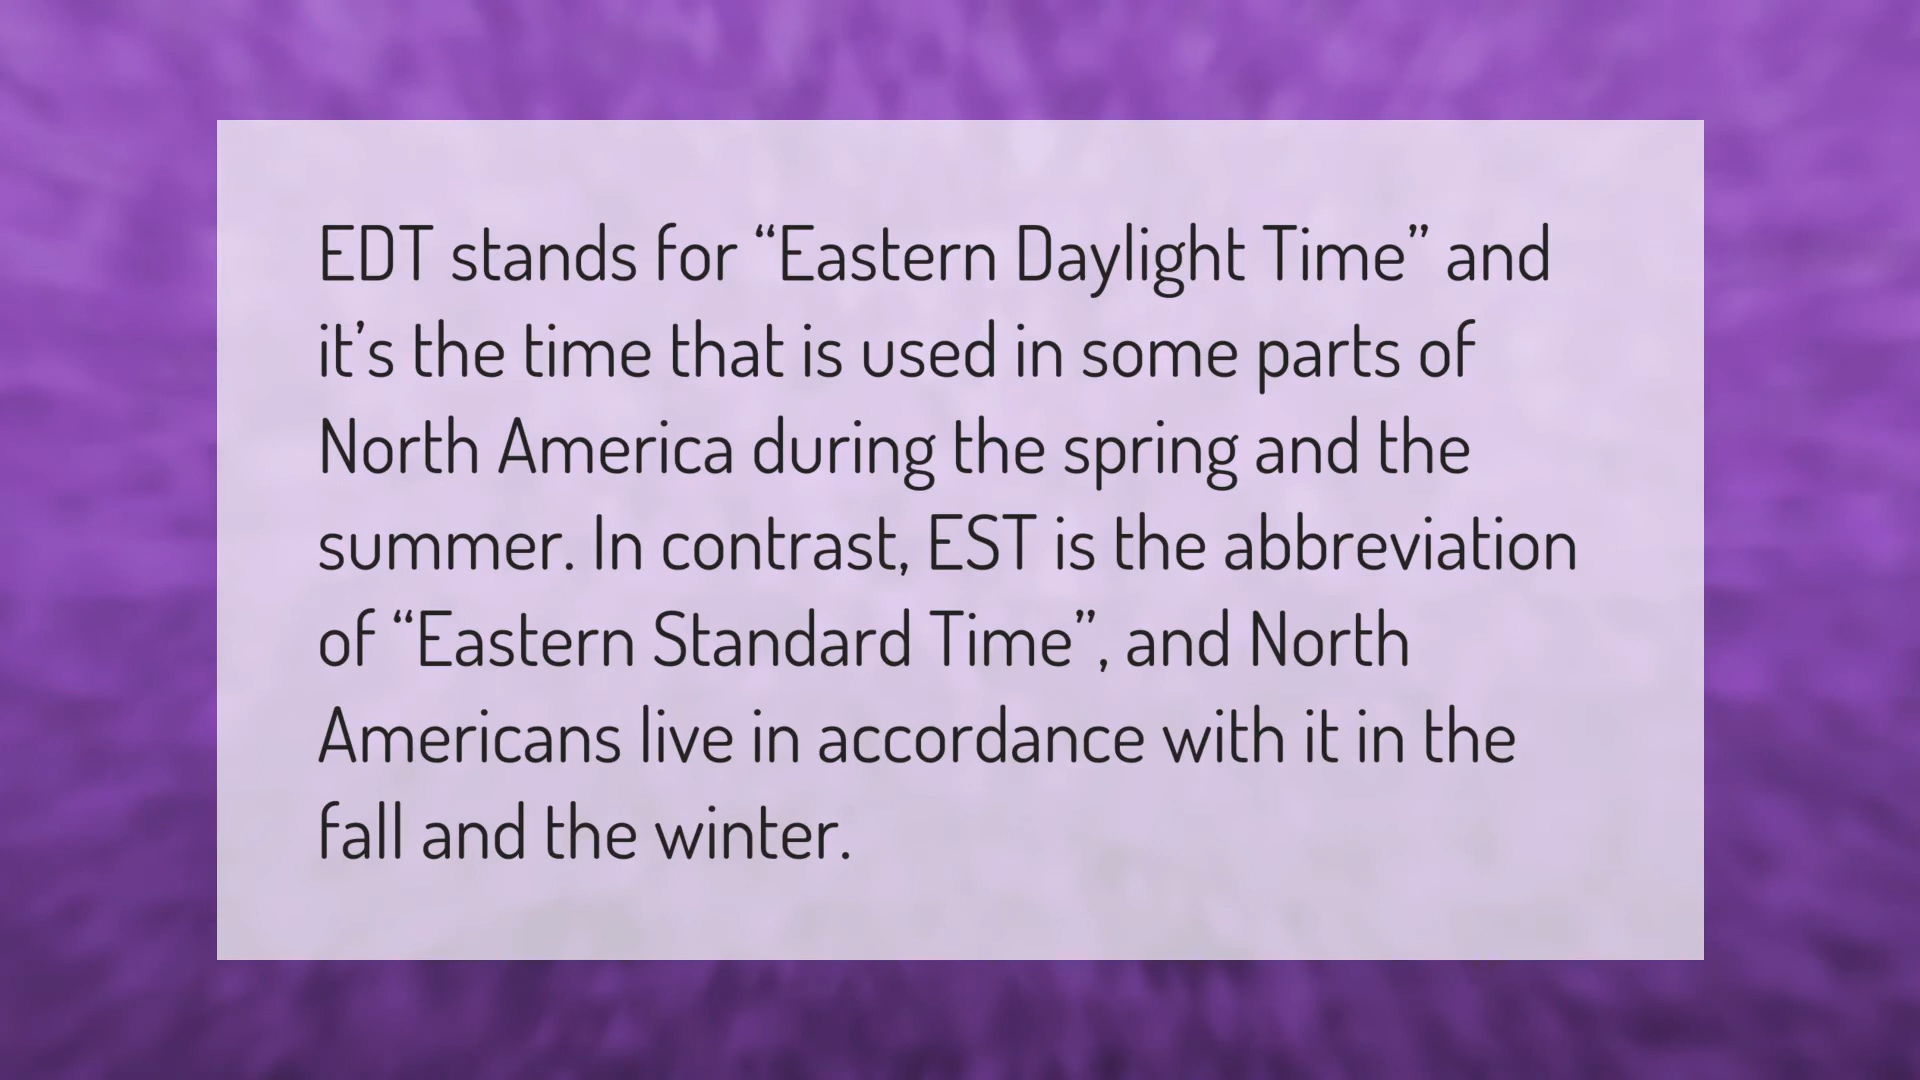 EDT stands for “Eastern Daylight Time” and
it’s the time that is used in some parts of
North America during the spring and the
summer. In contrast, EST is the abbreviation
of “Eastern Standard Time”, and North
Americans live in accordance with it in the
fall and the winter.